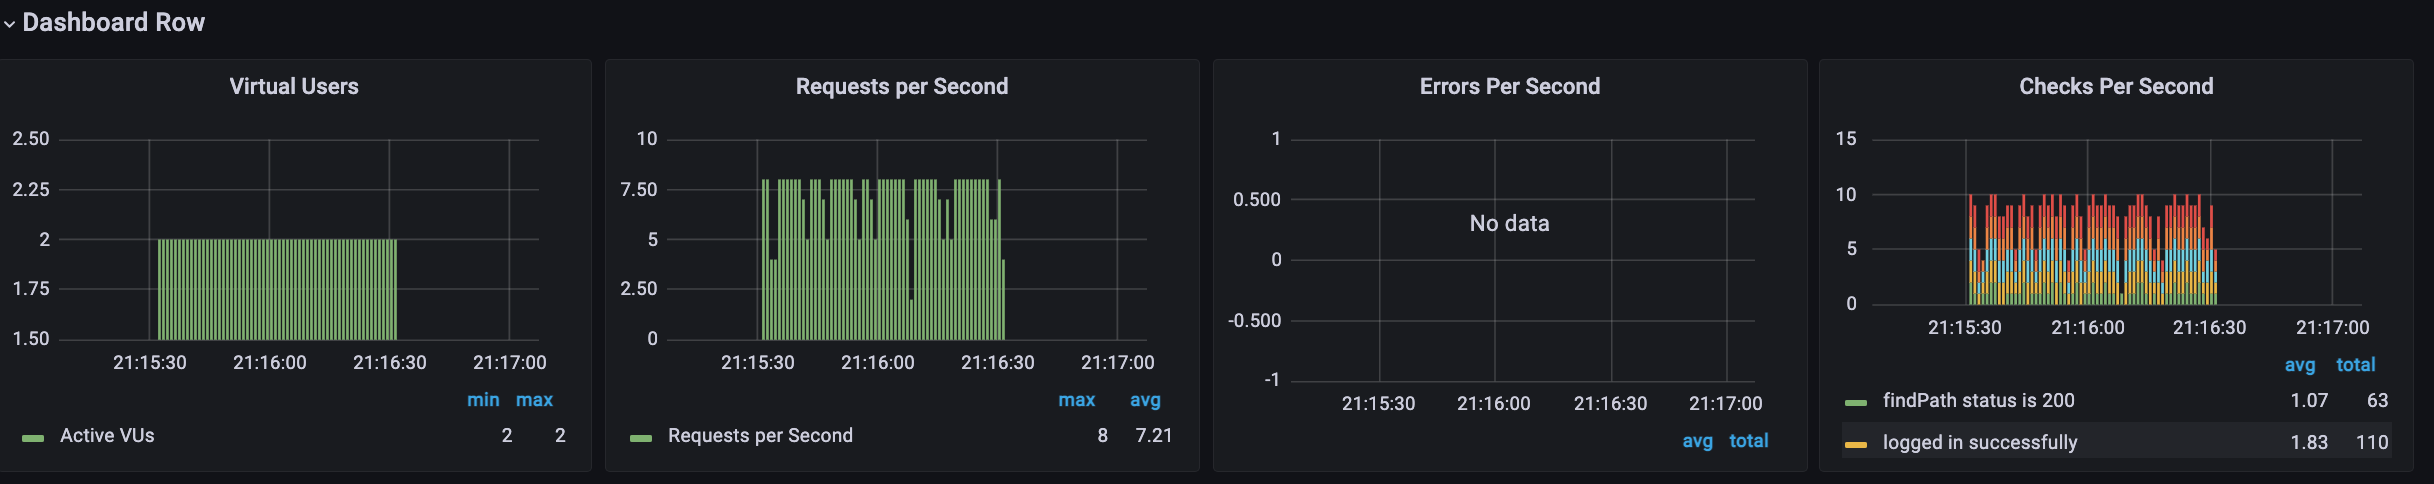 Dashboard Row
Virtual Users
2.50
2.25
2
1.75
1.50
21:15:30 21:16:00 21:16:30 21:17:00
min max
Active VUs 2 2
Requests per Second
10
7.50
5
2.50
0
21:15:30 21:16:00 21:16:30 21:17:00
max avg
Requests per Second 8 7.21
Errors Per Second
1
0.500
0
-0.500
-1
No data
21:15:30 21:16:00 21:16:30 21:17:00
avg total
Checks Per Second
15
10
5
0
21:15:30 21:16:00 21:16:30 21:17:00
avg total
findPath status is 200 1.07 63
logged in successfully 1.83 110